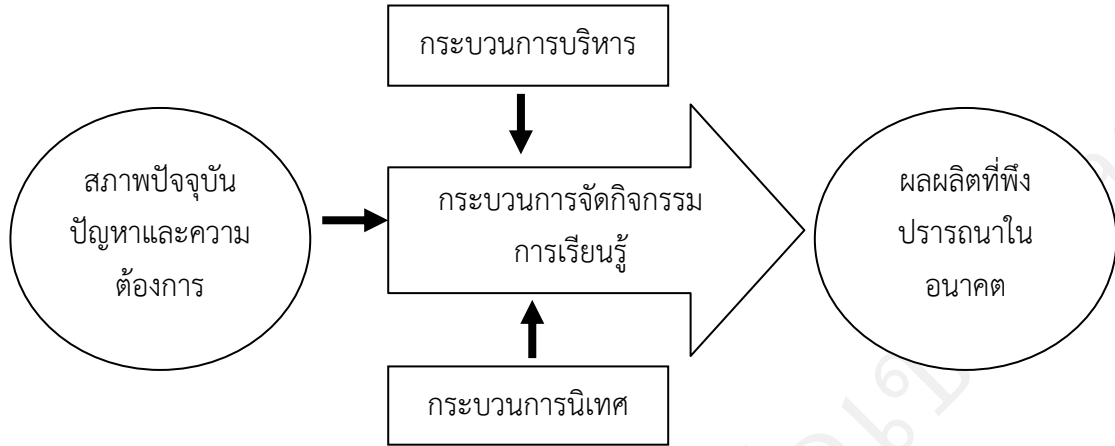 กระบวนการบริหาร
สภาพปัจจุบัน
ปัญหาและความ
ต้องการ
กระบวนการจัดกิจกรรม
การเรียนรู้
ผลผลิตที่พึง
ปรารถนาใน
อนาคต
กระบวนการนิเทศ